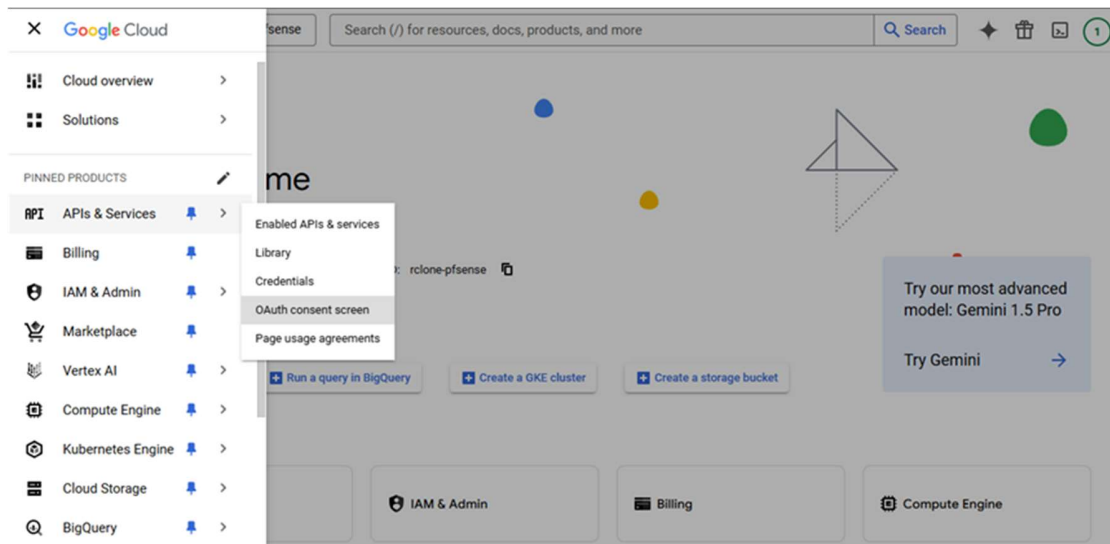 Google Cloud
fsense
Search (/) for resources, docs, products, and more
Search
1
Cloud overview
Solutions
PINNED PRODUCTS
API APIs & Services
Billing
IAM & Admin
Marketplace
Vertex AI
Compute Engine
Kubernetes Engine
Cloud Storage
BigQuery
Enabled APIs & services
Library
Credentials
OAuth consent screen
Page usage agreements
me
rclone-pfsense
Run a query in BigQuery
Create a GKE cluster
Create a storage bucket
Try our most advanced
model: Gemini 1.5 Pro
Try Gemini
IAM & Admin
Billing
Compute Engine